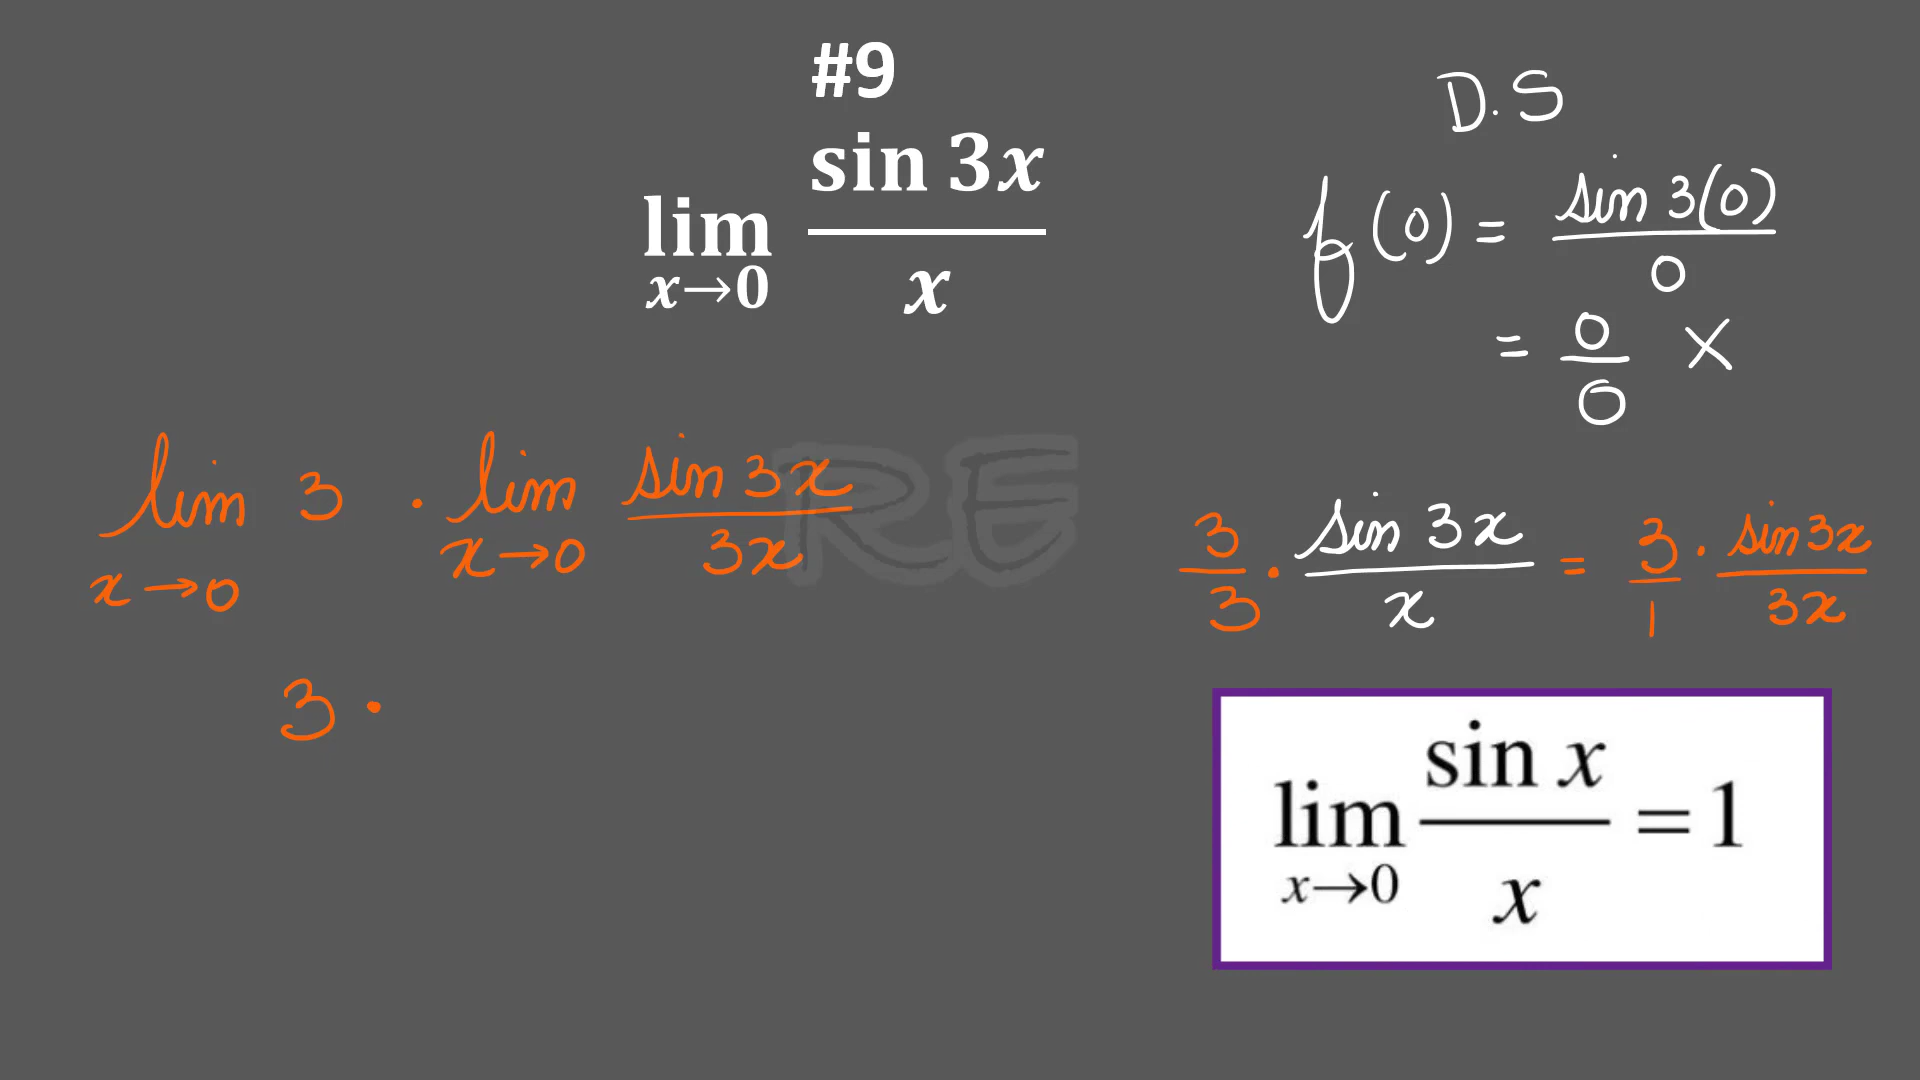 #9
lim x→0 sin 3x / x
D.S
f(0) = sin 3(0) / 0
= 0/0 X
lim x→0 3 · lim x→0 sin 3x / 3x
RE
3/3 · sin 3x / x = 3/1 · sin 3x / 3x
3 ·
lim x→0 sin x / x = 1